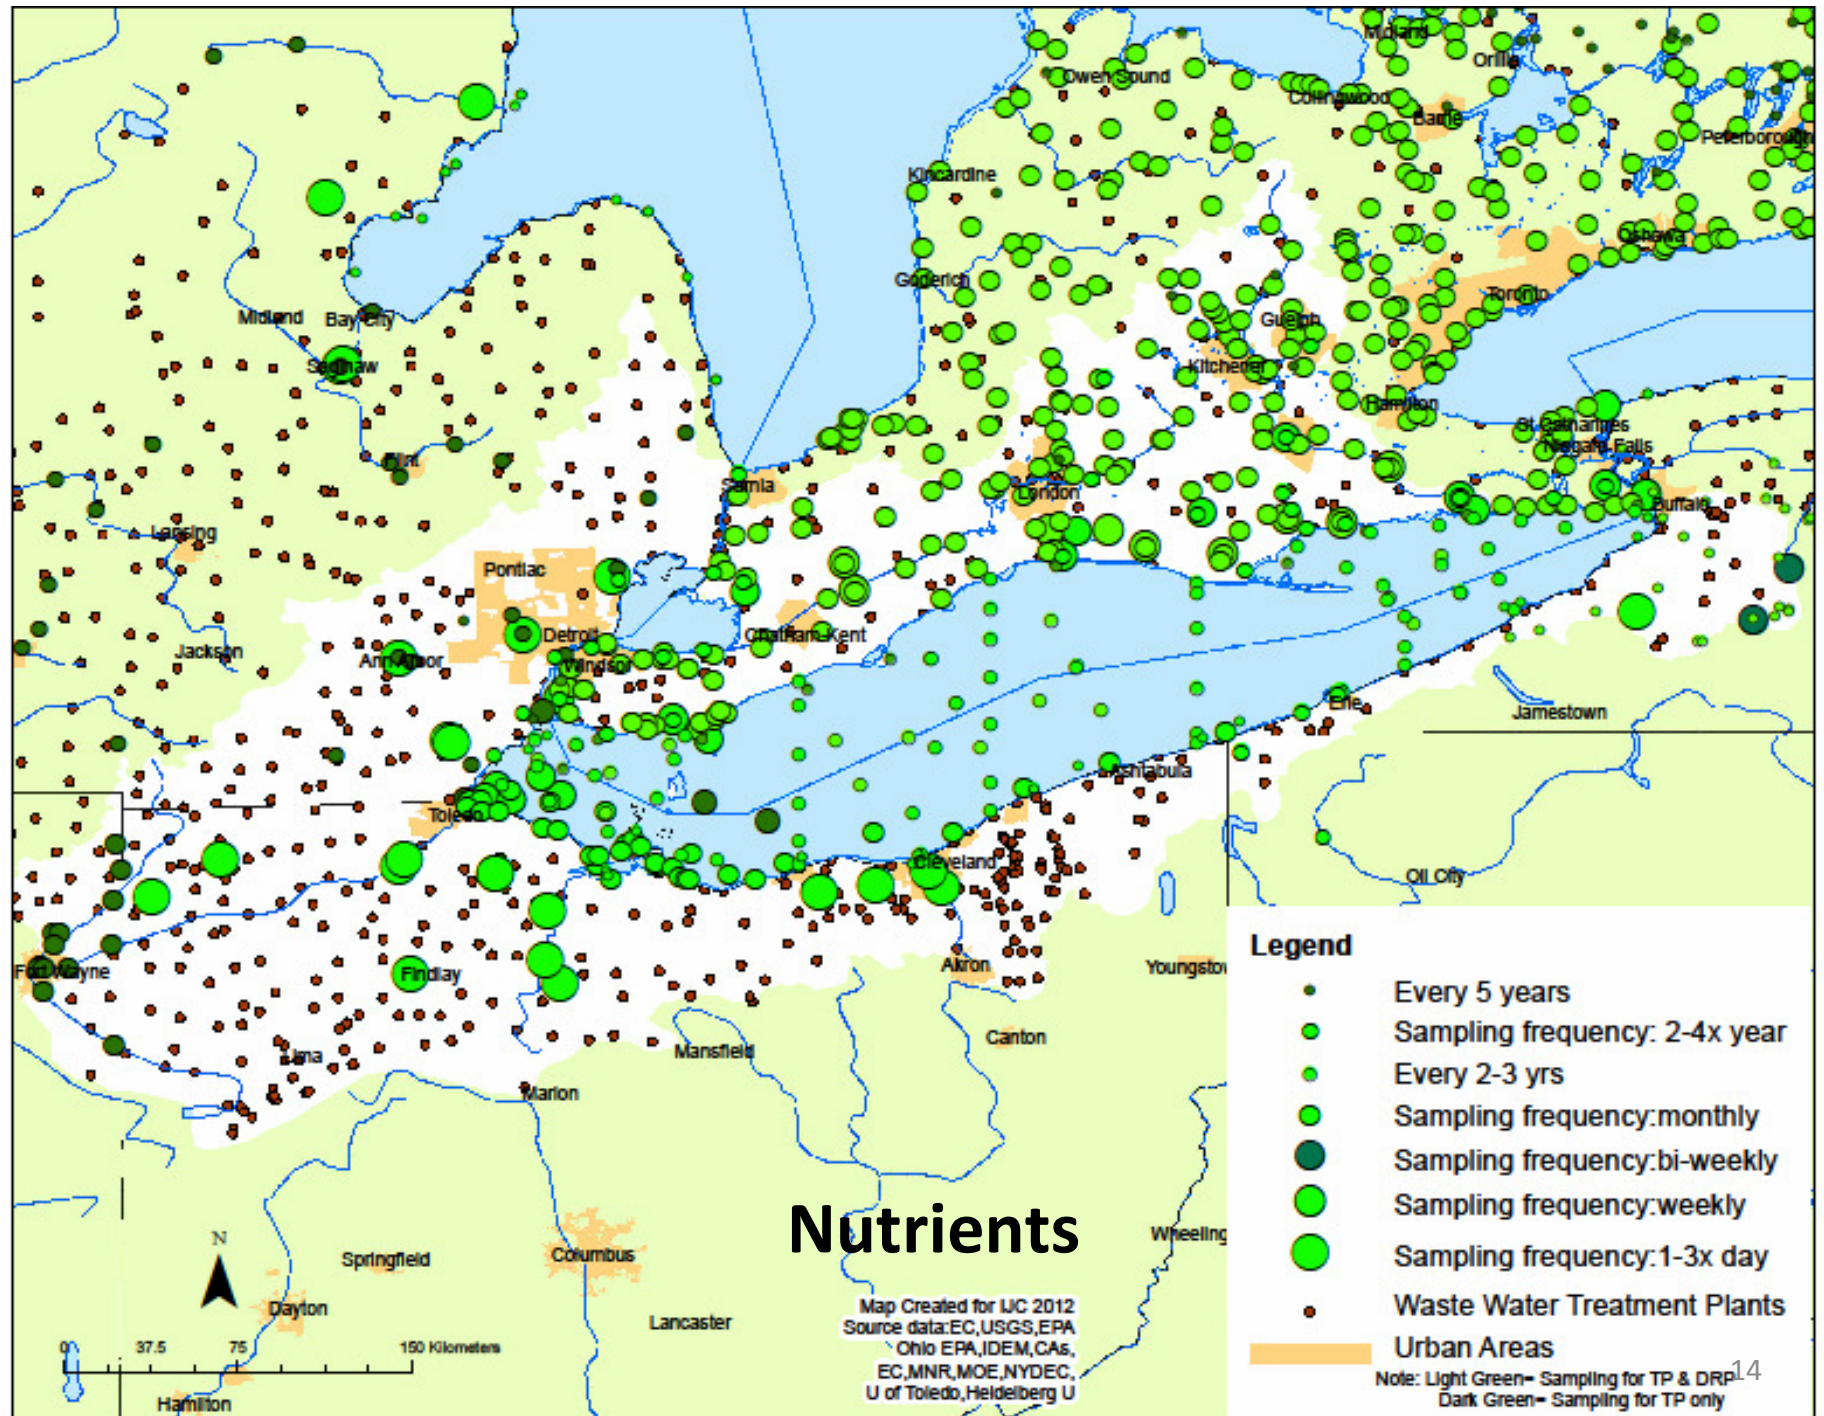 Midland
Orillia
Owen Sound
Collingwood
Barrie
Peterborough
Kincardine
Oshawa
Goderich
Toronto
Midland
Bay City
Guelph
Saginaw
Kitchener
Hamilton
St Catharines
Niagara Falls
Flint
Sarnia
London
Buffalo
Lansing
Pontiac
Detroit
Chatham-Kent
Jackson
Ann Arbor
Windsor
Erie
Jamestown
Ashtabula
Toledo
Cleveland
Oil City
Fort Wayne
Findlay
Akron
Youngstow
Canton
Lima
Mansfield
Marion
Nutrients
Wheeling
Springfield
Columbus
Dayton
Lancaster
Hamilton
N
0 37.5 75 150 Kilometers
Map Created for IJC 2012
Source data:EC,USGS,EPA
Ohio EPA,IDEM,CAs,
EC,MNR,MOE,NYDEC,
U of Toledo,Heidelberg U
Legend
Every 5 years
Sampling frequency: 2-4x year
Every 2-3 yrs
Sampling frequency:monthly
Sampling frequency:bi-weekly
Sampling frequency:weekly
Sampling frequency:1-3x day
Waste Water Treatment Plants
Urban Areas
Note: Light Green= Sampling for TP & DRP
Dark Green= Sampling for TP only
14